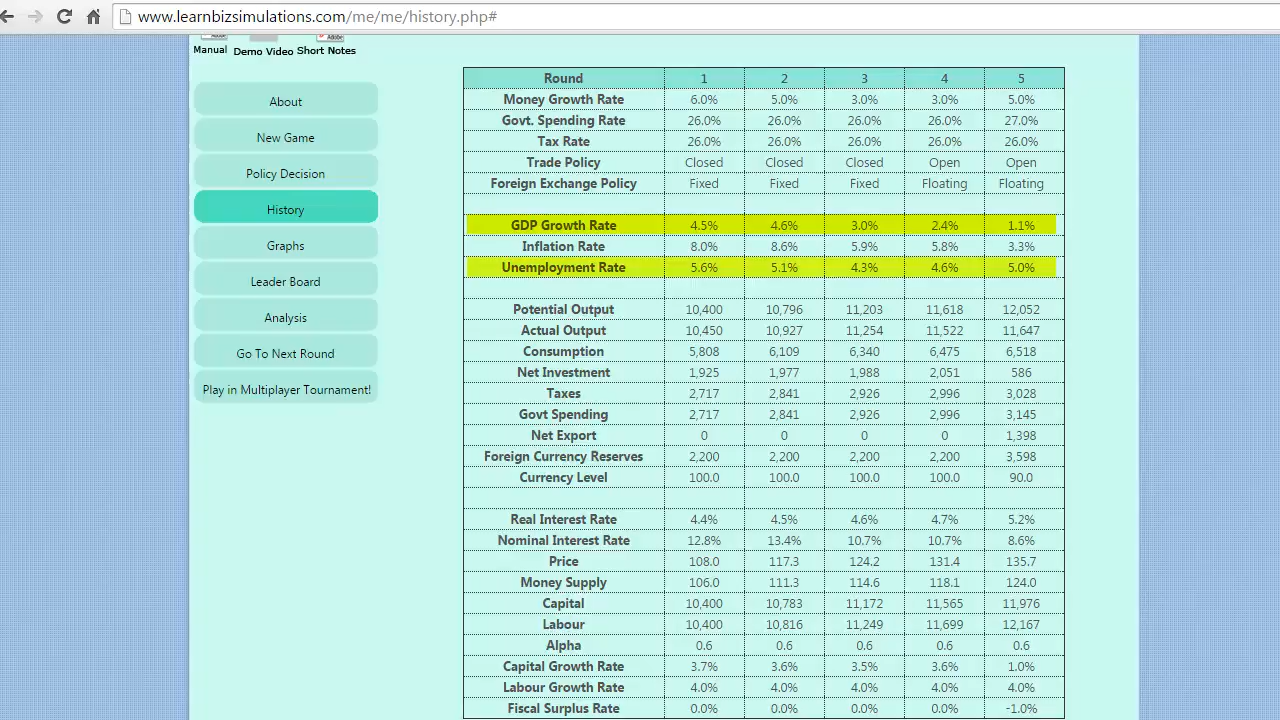 www.learnbizsimulations.com/me/me/history.php#
Adobe
Adobe
Manual Demo Video Short Notes
About
New Game
Policy Decision
History
Graphs
Leader Board
Analysis
Go To Next Round
Play in Multiplayer Tournament!
Round 1 2 3 4 5
Money Growth Rate 6.0% 5.0% 3.0% 3.0% 5.0%
Govt. Spending Rate 26.0% 26.0% 26.0% 26.0% 27.0%
Tax Rate 26.0% 26.0% 26.0% 26.0% 26.0%
Trade Policy Closed Closed Closed Open Open
Foreign Exchange Policy Fixed Fixed Fixed Floating Floating
GDP Growth Rate 4.5% 4.6% 3.0% 2.4% 1.1%
Inflation Rate 8.0% 8.6% 5.9% 5.8% 3.3%
Unemployment Rate 5.6% 5.1% 4.3% 4.6% 5.0%
Potential Output 10,400 10,796 11,203 11,618 12,052
Actual Output 10,450 10,927 11,254 11,522 11,647
Consumption 5,808 6,109 6,340 6,475 6,518
Net Investment 1,925 1,977 1,988 2,051 586
Taxes 2,717 2,841 2,926 2,996 3,028
Govt Spending 2,717 2,841 2,926 2,996 3,145
Net Export 0 0 0 0 1,398
Foreign Currency Reserves 2,200 2,200 2,200 2,200 3,598
Currency Level 100.0 100.0 100.0 100.0 90.0
Real Interest Rate 4.4% 4.5% 4.6% 4.7% 5.2%
Nominal Interest Rate 12.8% 13.4% 10.7% 10.7% 8.6%
Price 108.0 117.3 124.2 131.4 135.7
Money Supply 106.0 111.3 114.6 118.1 124.0
Capital 10,400 10,783 11,172 11,565 11,976
Labour 10,400 10,816 11,249 11,699 12,167
Alpha 0.6 0.6 0.6 0.6 0.6
Capital Growth Rate 3.7% 3.6% 3.5% 3.6% 1.0%
Labour Growth Rate 4.0% 4.0% 4.0% 4.0% 4.0%
Fiscal Surplus Rate 0.0% 0.0% 0.0% 0.0% -1.0%